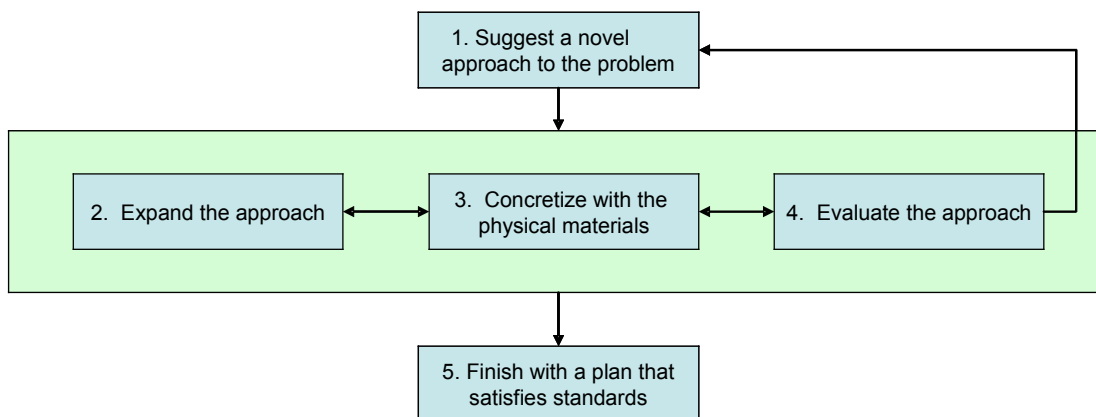 1. Suggest a novel
approach to the problem
2. Expand the approach
3. Concretize with the
physical materials
4. Evaluate the approach
5. Finish with a plan that
satisfies standards